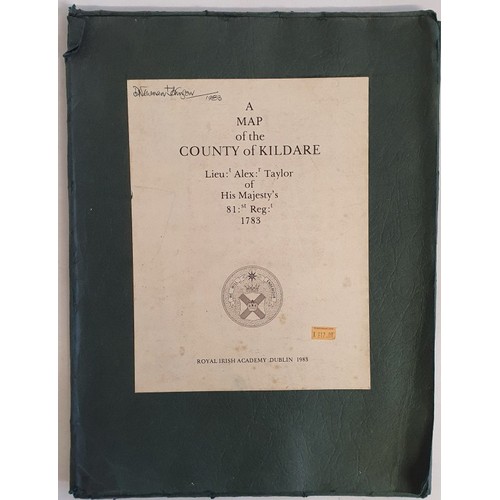 1983
A
MAP
of the
COUNTY of KILDARE
Lieu:ᵗ Alex:ʳ Taylor
of
His Majesty's
81:ˢᵗ Reg:ᵗ
1783
ROYAL IRISH ACADEMY DUBLIN 1983